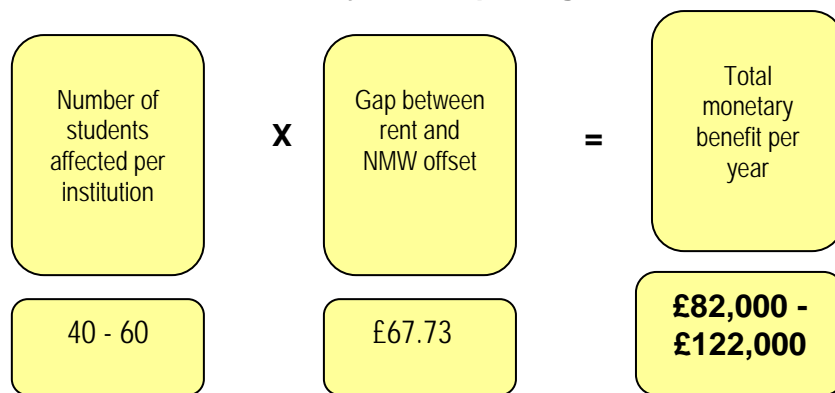 Number of
students
affected per
institution
X
Gap between
rent and
NMW offset
=
Total
monetary
benefit per
year
40 - 60
£67.73
£82,000 -
£122,000